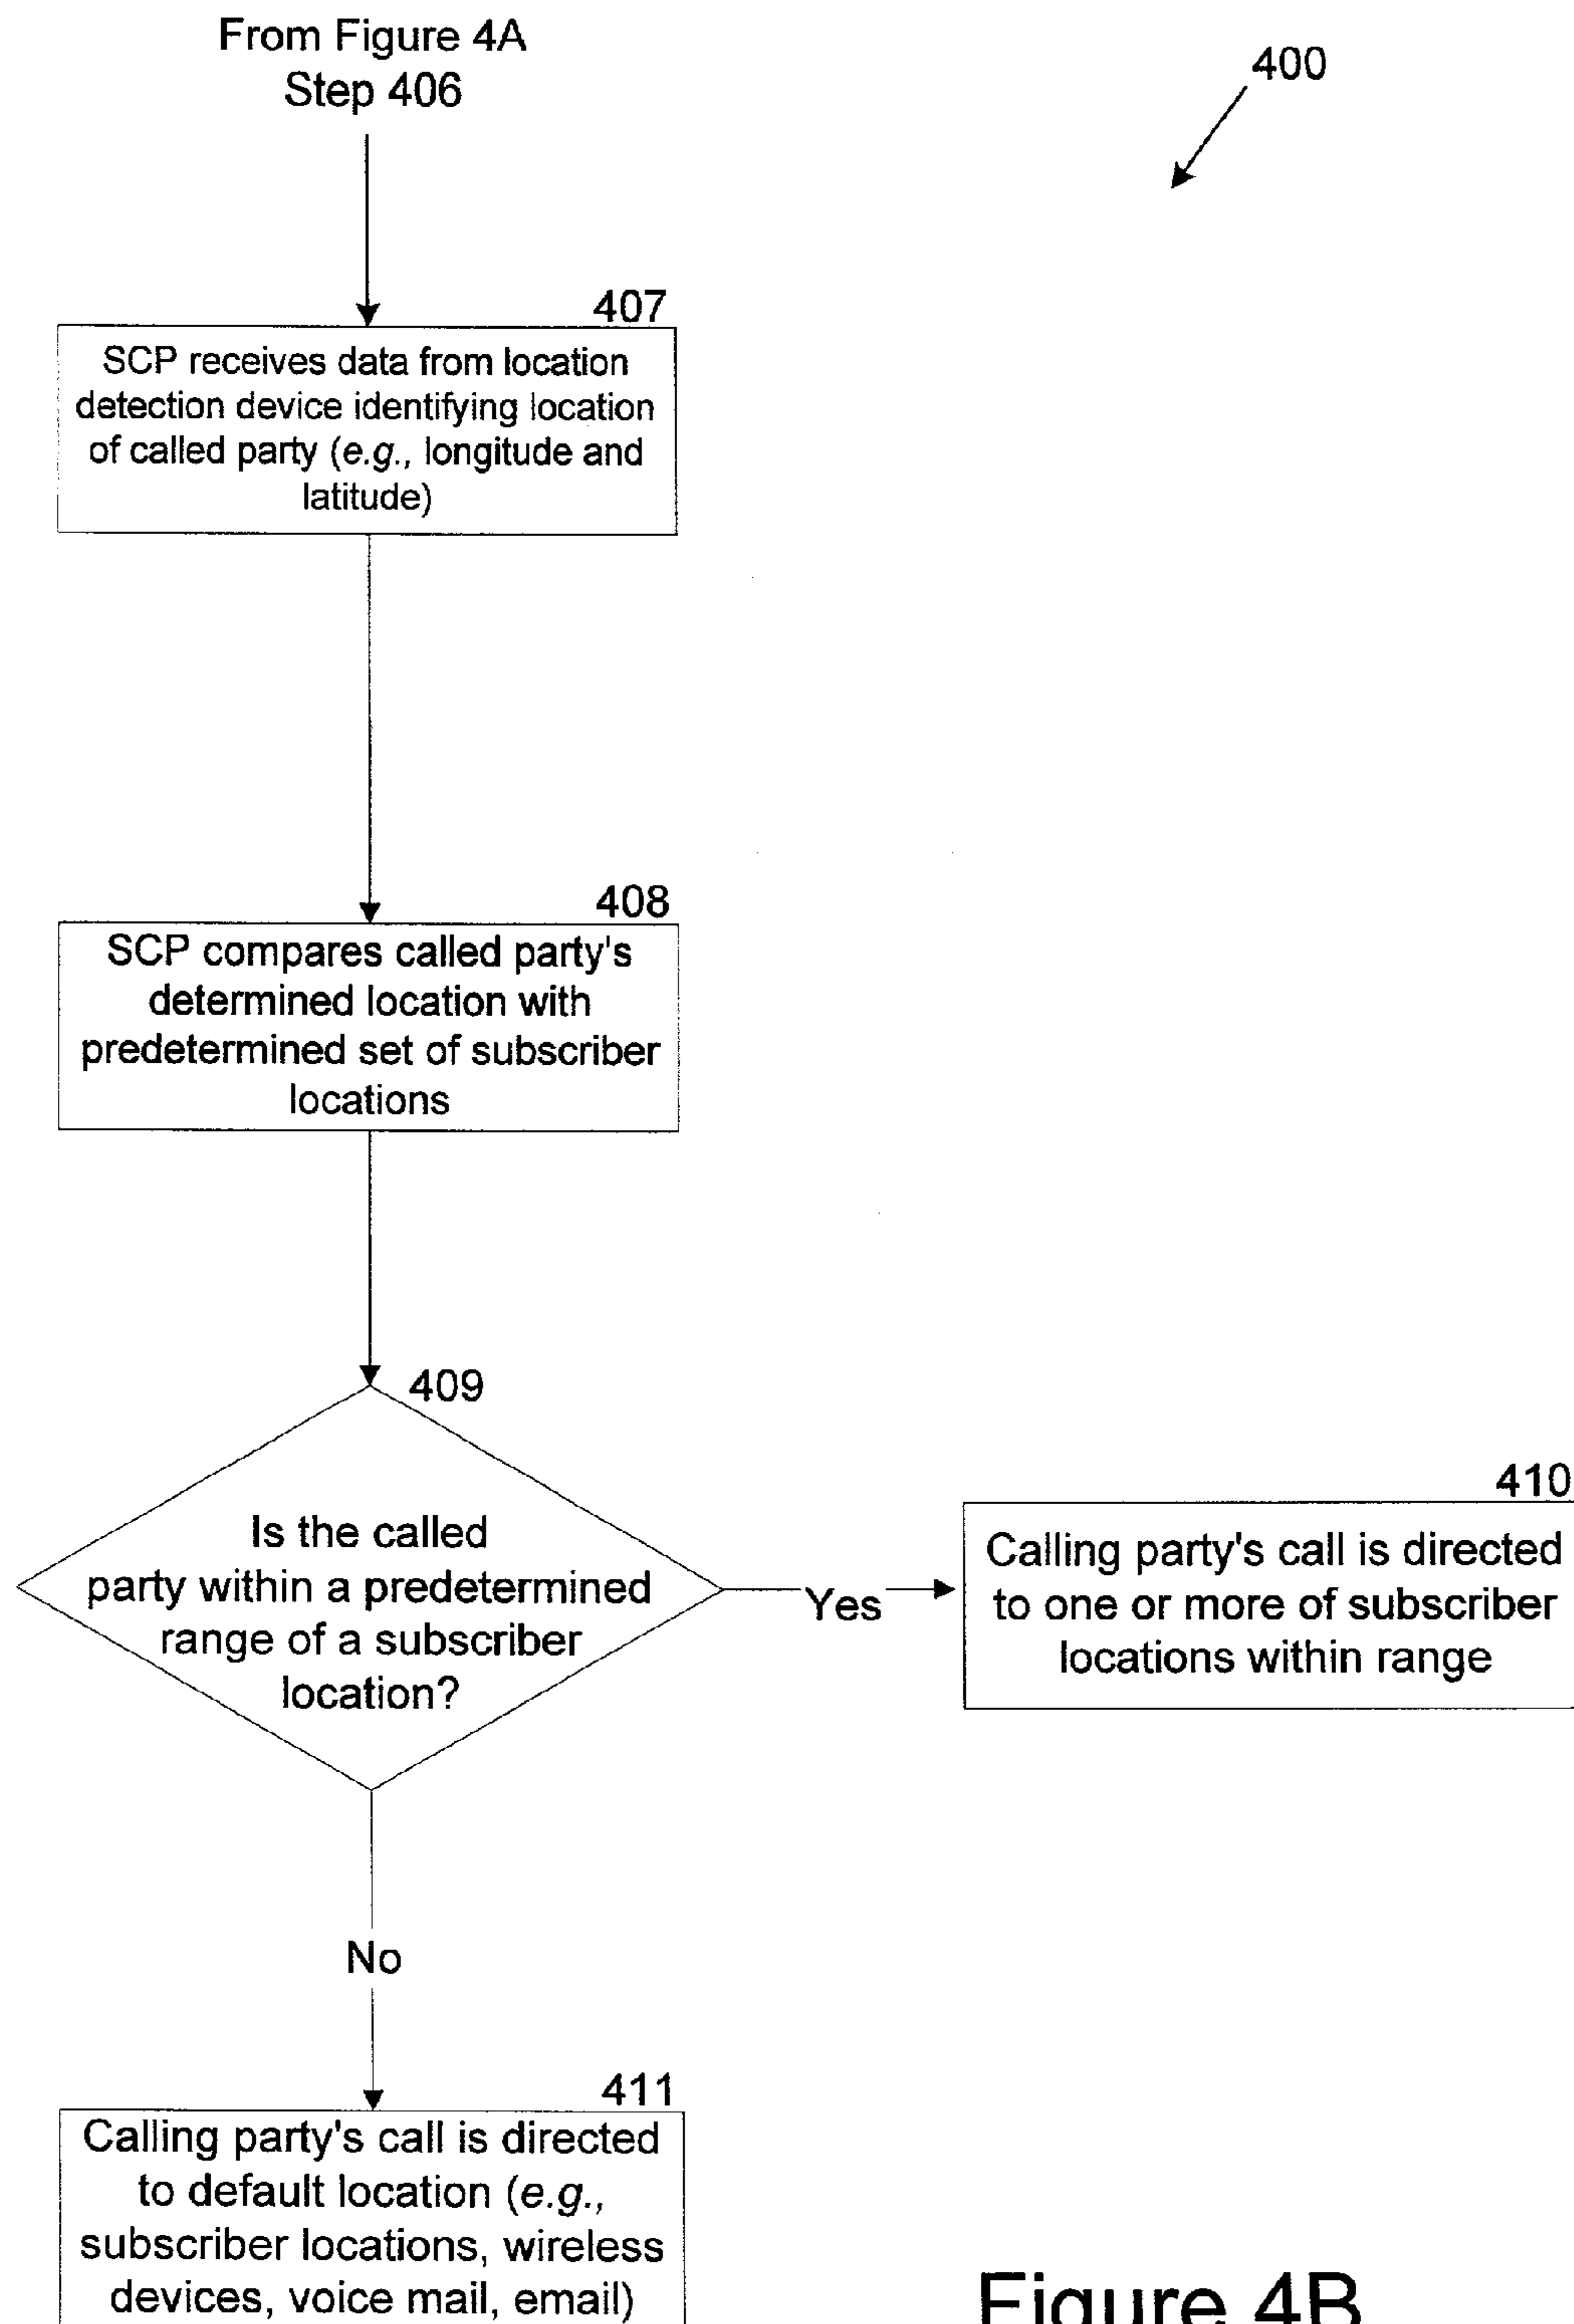 From Figure 4A
Step 406
400
407
SCP receives data from location
detection device identifying location
of called party (e.g., longitude and
latitude)
408
SCP compares called party's
determined location with
predetermined set of subscriber
locations
409
Is the called
party within a predetermined
range of a subscriber
location?
Yes
410
Calling party's call is directed
to one or more of subscriber
locations within range
No
411
Calling party's call is directed
to default location (e.g.,
subscriber locations, wireless
devices, voice mail, email)
Figure 4B